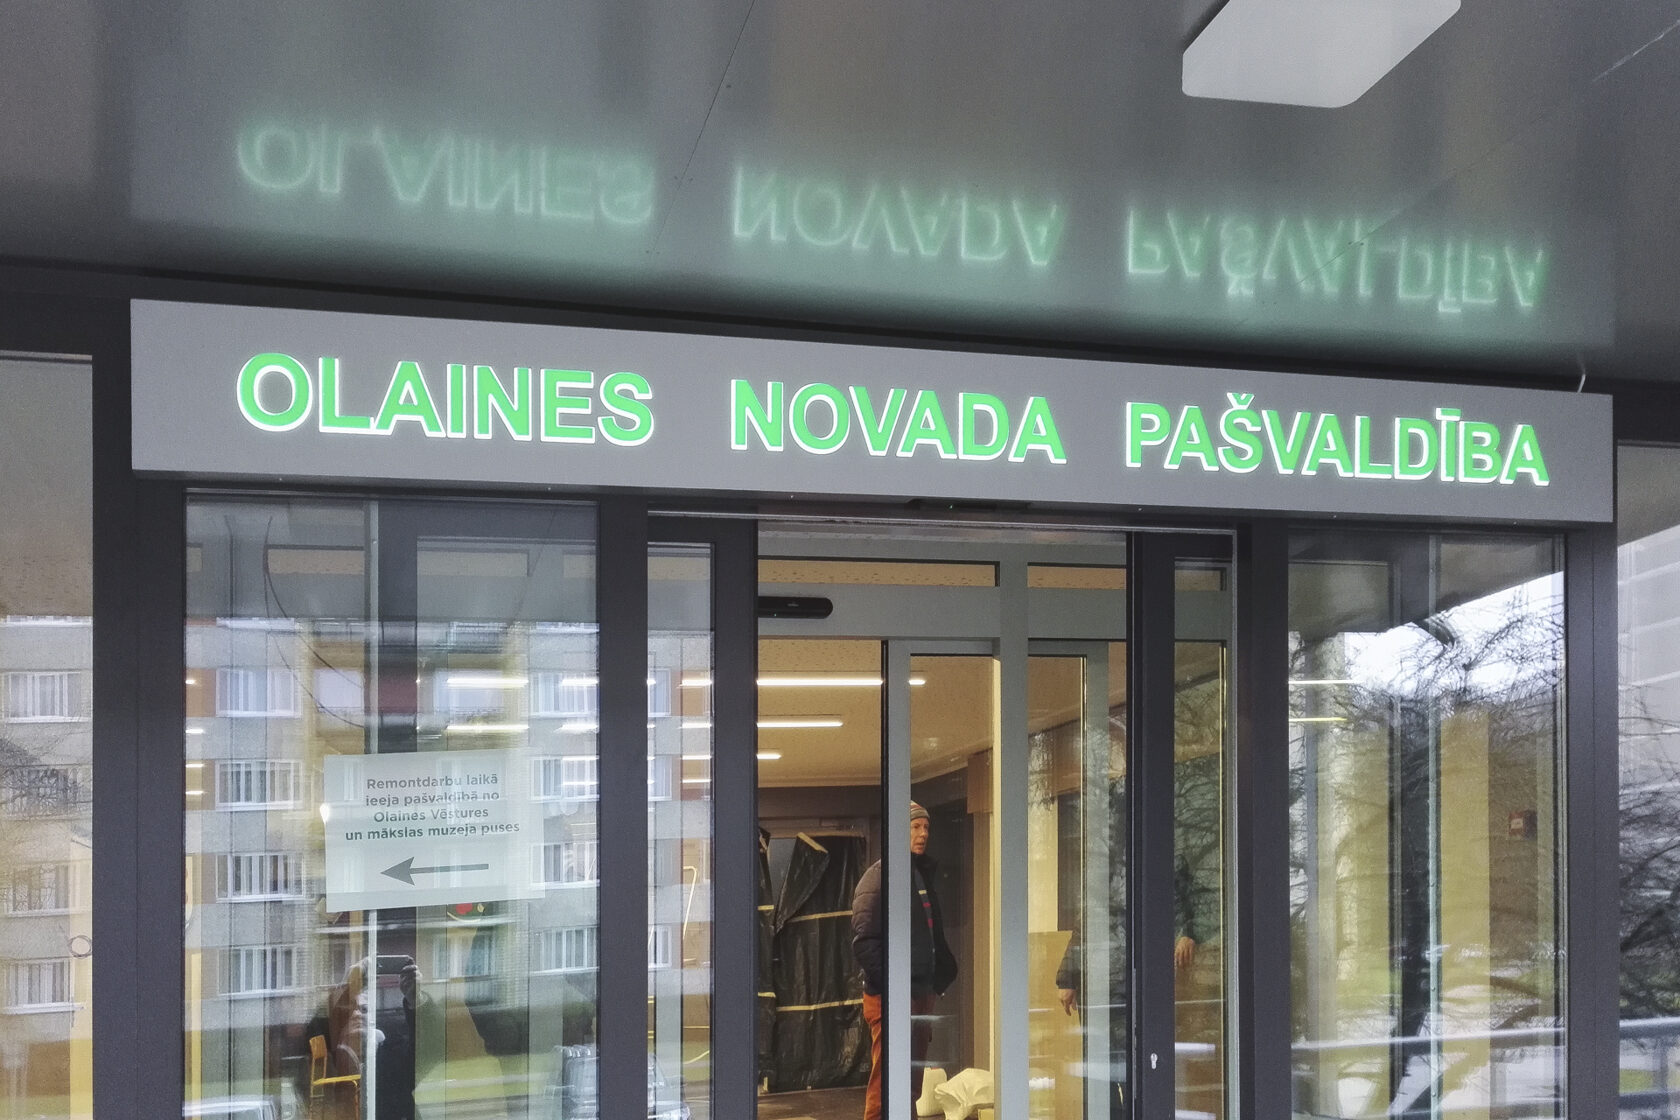 OLAINES NOVADA PAŠVALDĪBA
Remontdarbu laikā
ieeja pašvaldībā no
Olaines Vēstures
un mākslas muzeja puses